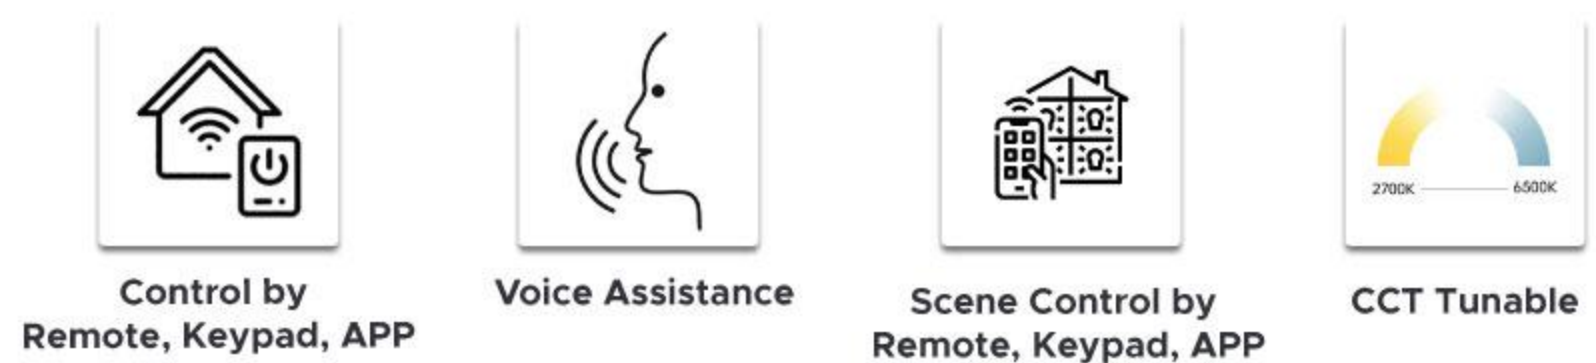 Control by
Remote, Keypad, APP
Voice Assistance
Scene Control by
Remote, Keypad, APP
2700K
6500K
CCT Tunable